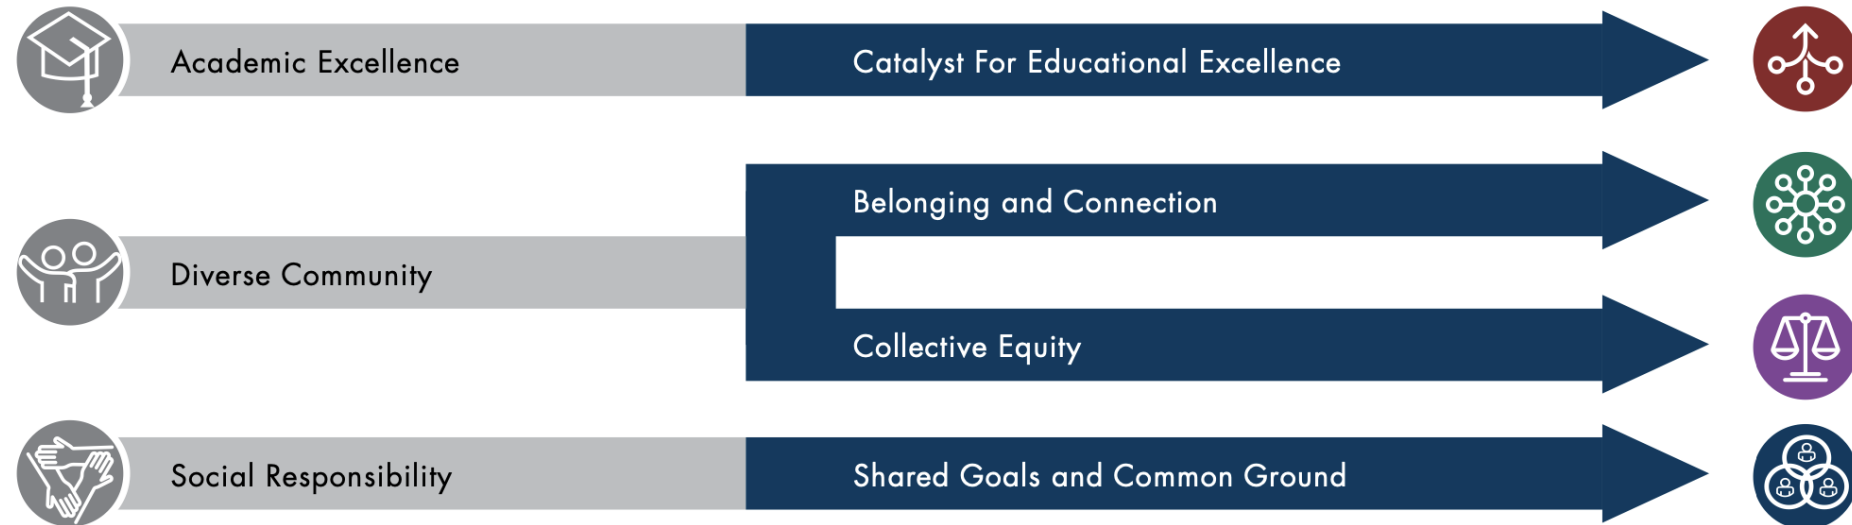 Academic Excellence
Catalyst For Educational Excellence
Belonging and Connection
Diverse Community
Collective Equity
Social Responsibility
Shared Goals and Common Ground